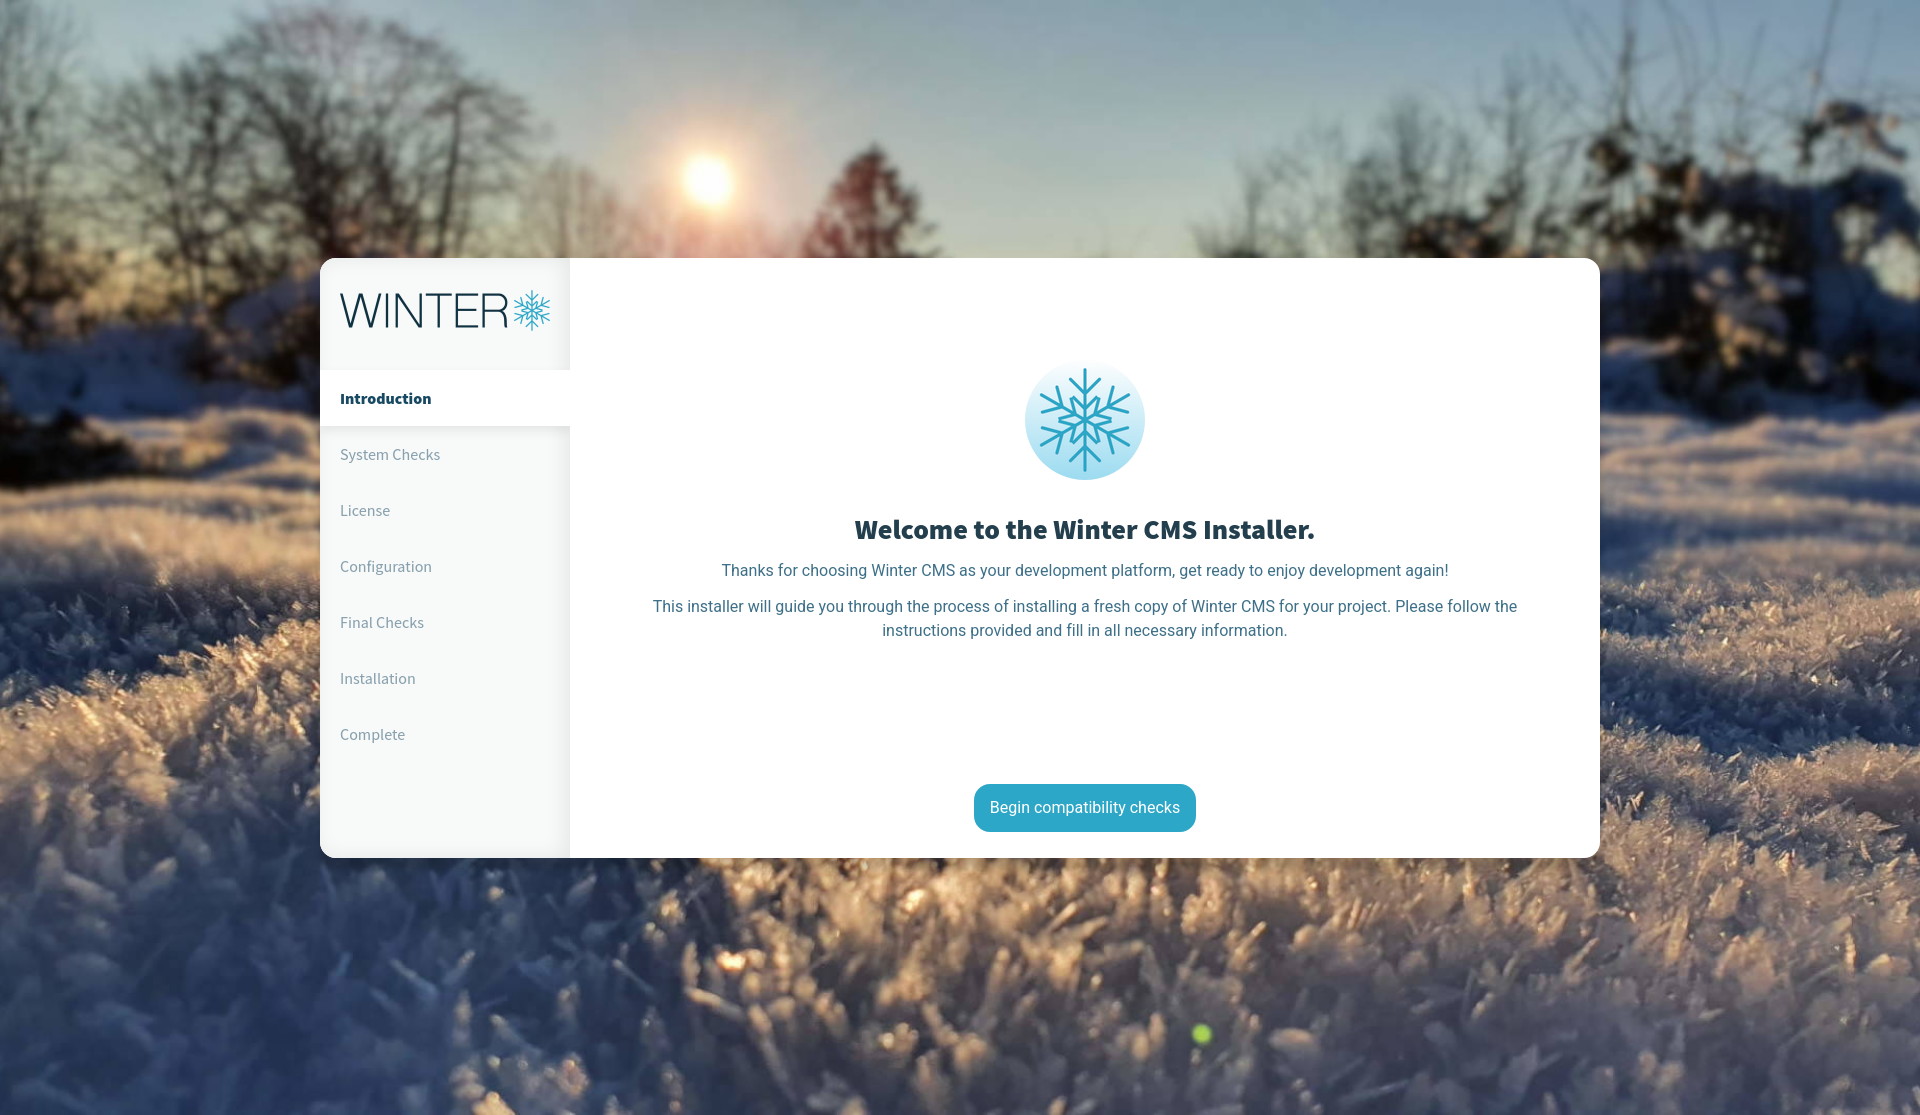 WINTER
Introduction
System Checks
License
Configuration
Final Checks
Installation
Complete
Welcome to the Winter CMS Installer.
Thanks for choosing Winter CMS as your development platform, get ready to enjoy development again!
This installer will guide you through the process of installing a fresh copy of Winter CMS for your project. Please follow the
instructions provided and fill in all necessary information.
Begin compatibility checks